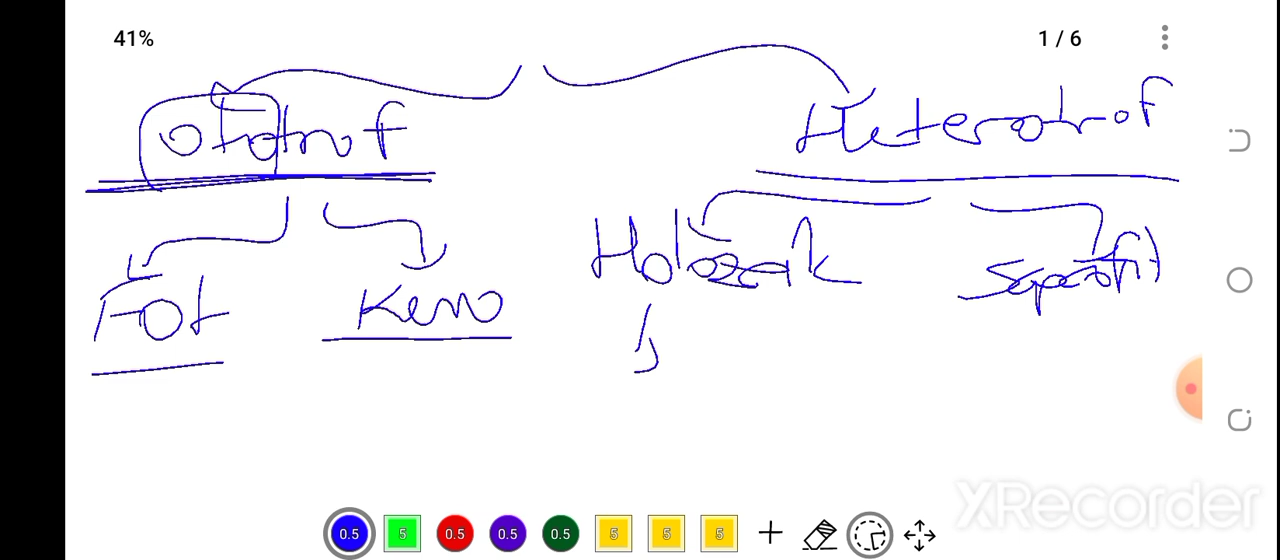 41% 1 / 6
ototrof Heterotrof
Holozoik Saprofit
Fot Kemo
0.5 5 0.5 0.5 0.5 5 5 5
XRecorder